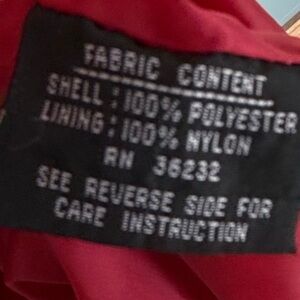 FABRIC CONTENT
SHELL : 100% POLYESTER
LINING : 100% NYLON
RN 36232
SEE REVERSE SIDE FOR
CARE INSTRUCTION